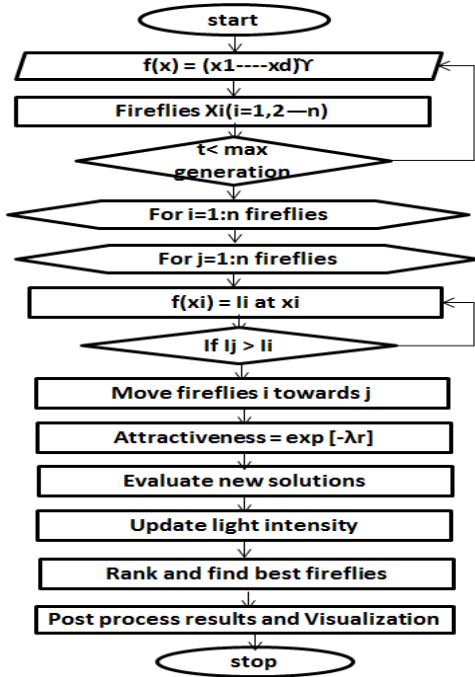 start
f(x) = (x1----xd)ϒ
Fireflies Xi(i=1,2—n)
t< max
generation
For i=1:n fireflies
For j=1:n fireflies
f(xi) = Ii at xi
If Ij > Ii
Move fireflies i towards j
Attractiveness = exp [-λr]
Evaluate new solutions
Update light intensity
Rank and find best fireflies
Post process results and Visualization
stop